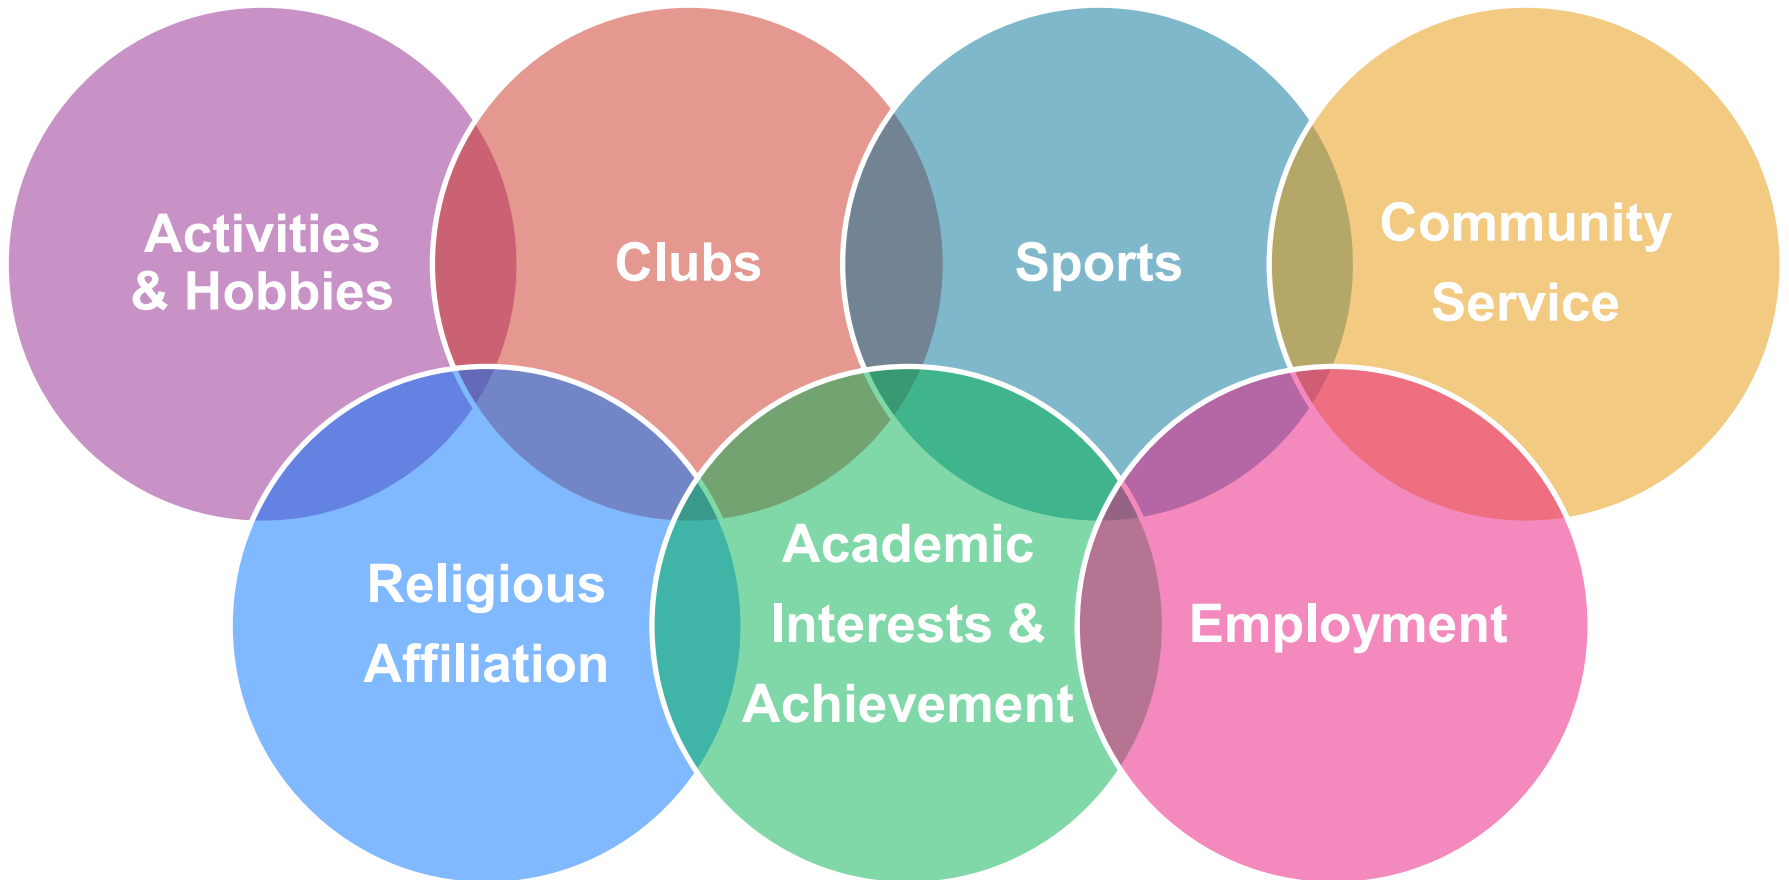 Activities
& Hobbies
Clubs
Sports
Community
Service
Religious
Affiliation
Academic
Interests &
Achievement
Employment